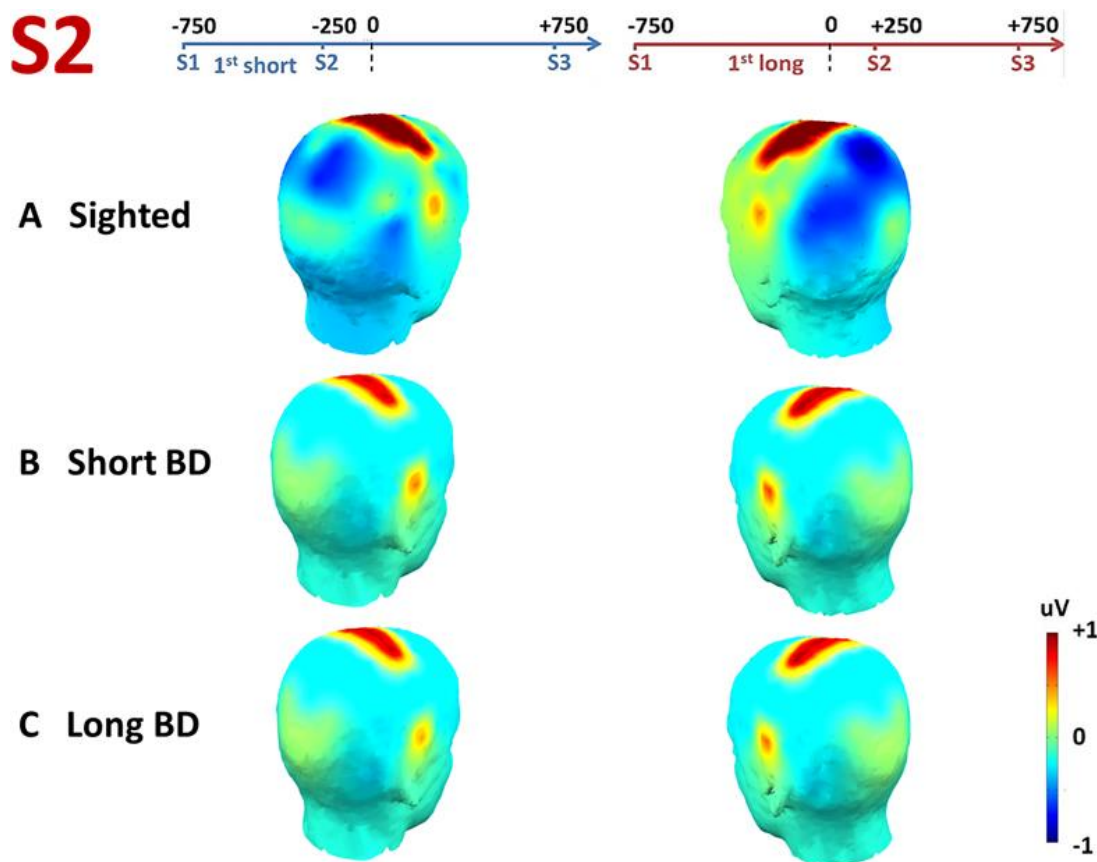 S2
-750 -250 0 +750
S1 1st short S2 S3
-750 0 +250 +750
S1 1st long S2 S3
A Sighted
B Short BD
C Long BD
uV
+1
0
-1